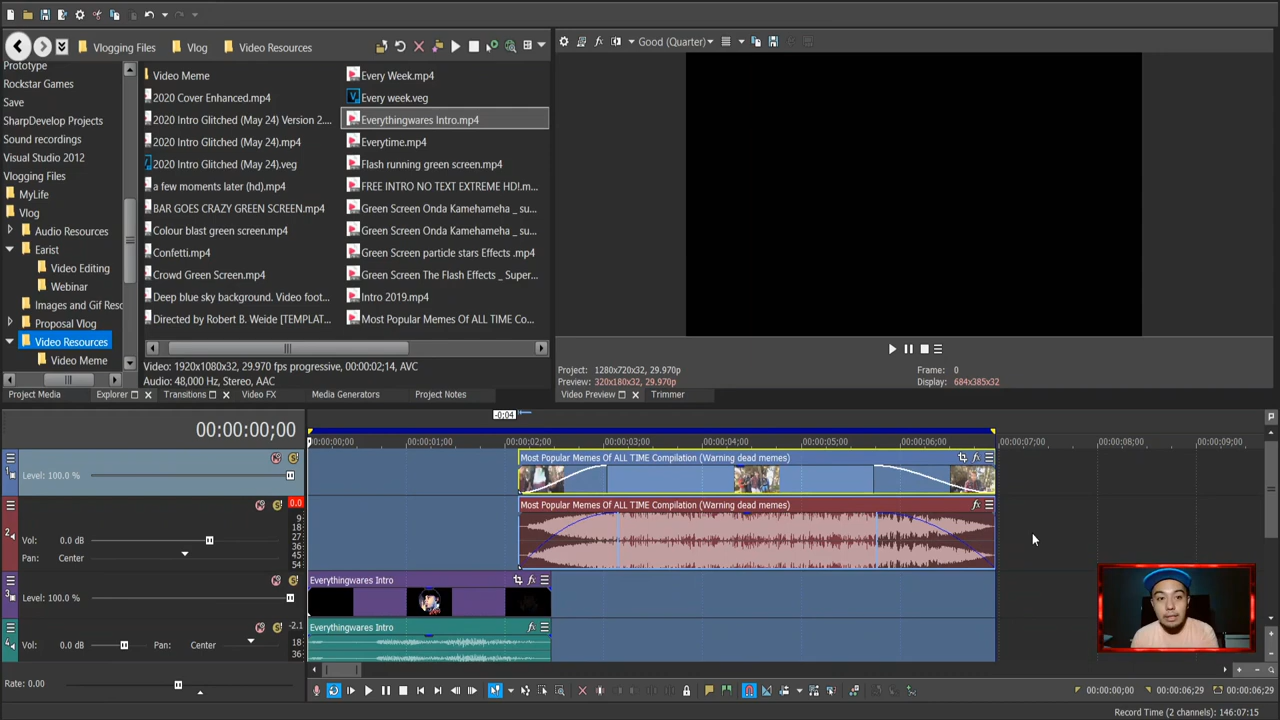 Vlogging Files
Vlog
Video Resources
Good (Quarter)
Prototype
Rockstar Games
Save
SharpDevelop Projects
Sound recordings
Visual Studio 2012
Vlogging Files
MyLife
Vlog
Audio Resources
Earist
Video Editing
Webinar
Images and Gif Resc
Proposal Vlog
Video Resources
Video Meme
Video Meme
2020 Cover Enhanced.mp4
2020 Intro Glitched (May 24) Version 2....
2020 Intro Glitched (May 24).mp4
2020 Intro Glitched (May 24).veg
a few moments later (hd).mp4
BAR GOES CRAZY GREEN SCREEN.mp4
Colour blast green screen.mp4
Confetti.mp4
Crowd Green Screen.mp4
Deep blue sky background. Video foot...
Directed by Robert B. Weide [TEMPLAT...
Every Week.mp4
Every week.veg
Everythingwares Intro.mp4
Everytime.mp4
Flash running green screen.mp4
FREE INTRO NO TEXT EXTREME HD!.m...
Green Screen Onda Kamehameha _ su...
Green Screen Onda Kamehameha _ su...
Green Screen particle stars Effects .mp4
Green Screen The Flash Effects _ Super...
Intro 2019.mp4
Most Popular Memes Of ALL TIME Co...
Video: 1920x1080x32, 29.970 fps progressive, 00:00:02;14, AVC
Audio: 48,000 Hz, Stereo, AAC
Project Media
Explorer
Transitions
Video FX
Media Generators
Project Notes
Project: 1280x720x32, 29.970p
Preview: 320x180x32, 29.970p
Frame: 0
Display: 684x385x32
Video Preview
Trimmer
-0;04
00:00:00;00
00:00:00;00
00:00:01;00
00:00:02;00
00:00:03;00
00:00:04;00
00:00:05;00
00:00:06;00
00:00:07;00
00:00:08;00
00:00:09;00
1
Level: 100.0 %
Most Popular Memes Of ALL TIME Compilation (Warning dead memes)
2
0.0
Vol: 0.0 dB
Pan: Center
9
18
27
36
45
54
Most Popular Memes Of ALL TIME Compilation (Warning dead memes)
3
Level: 100.0 %
Everythingwares Intro
4
-2.1
Vol: 0.0 dB
Pan: Center
18
36
Everythingwares Intro
Rate: 0.00
00:00:00;00
00:00:06;29
00:00:06;29
Record Time (2 channels): 146:07:15